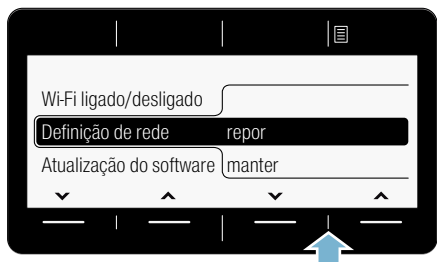 Wi-Fi ligado/desligado
Definição de rede repor
Atualização do software manter